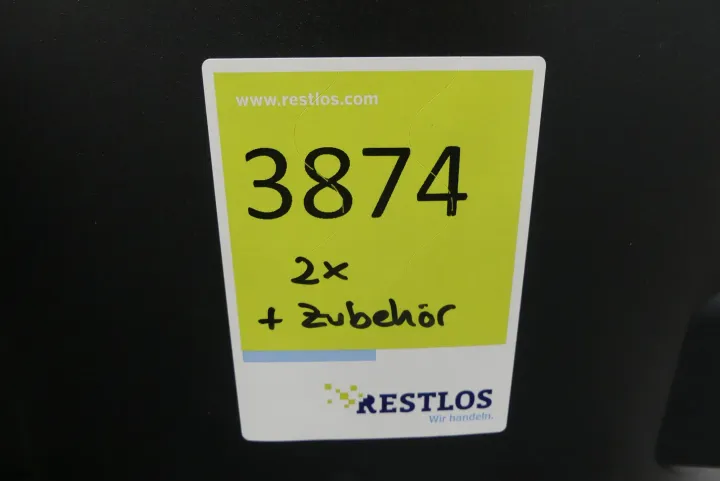 www.restlos.com
3874
2x
+ Zubehör
RESTLOS
Wir handeln.